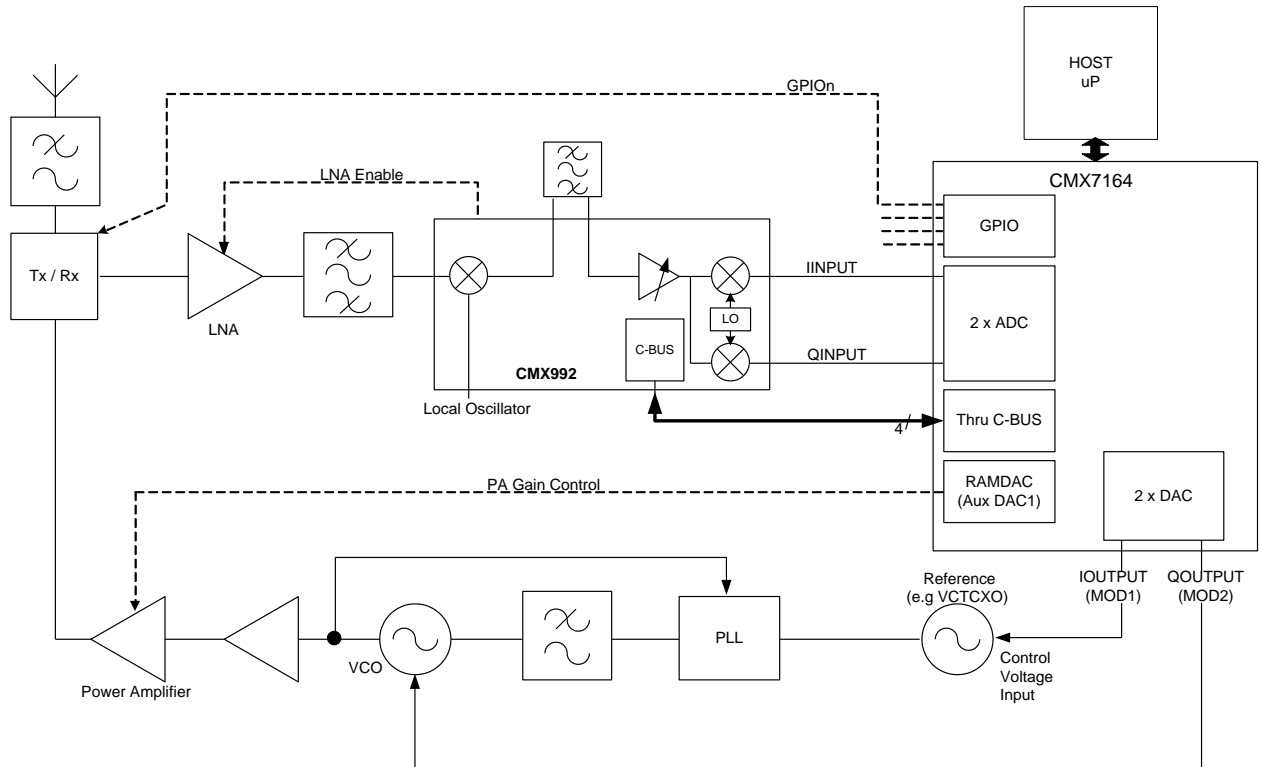 HOST
uP
GPIOn
CMX7164
LNA Enable
GPIO
Tx / Rx
IINPUT
LO
2 x ADC
LNA
C-BUS
QINPUT
CMX992
Local Oscillator
Thru C-BUS
4
PA Gain Control
RAMDAC
(Aux DAC1)
2 x DAC
Reference
(e.g VCTCXO)
IOUTPUT
(MOD1)
QOUTPUT
(MOD2)
PLL
VCO
Control
Voltage
Input
Power Amplifier